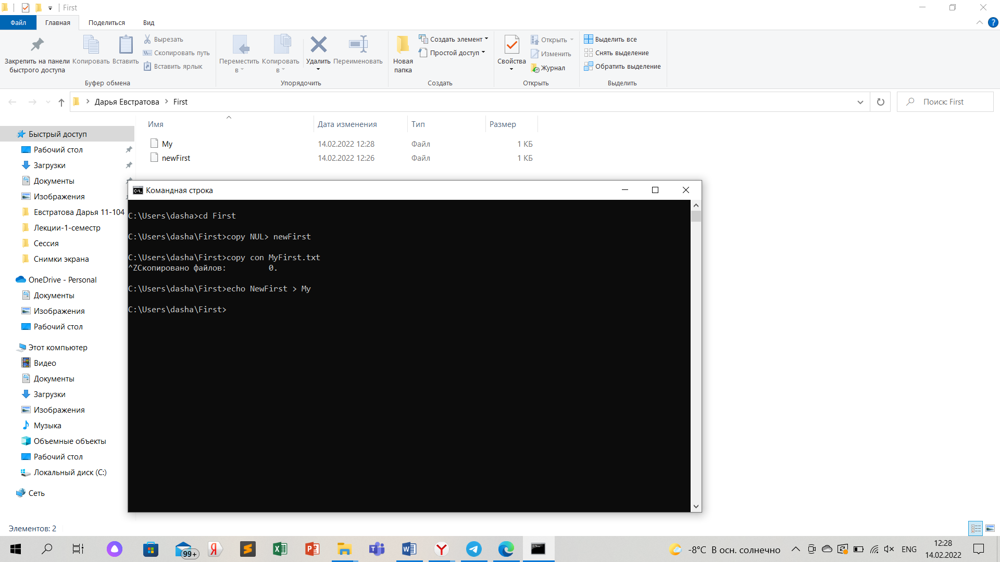 First
Файл Главная Поделиться Вид
Закрепить на панели быстрого доступа
Копировать
Вставить
Вырезать
Скопировать путь
Вставить ярлык
Буфер обмена
Переместить в
Копировать в
Удалить
Переименовать
Упорядочить
Новая папка
Создать элемент
Простой доступ
Создать
Свойства
Открыть
Изменить
Журнал
Открыть
Выделить все
Снять выделение
Обратить выделение
Выделить
Дарья Евстратова > First
Поиск: First
Имя Дата изменения Тип Размер
My 14.02.2022 12:28 Файл 1 КБ
newFirst 14.02.2022 12:26 Файл 1 КБ
Быстрый доступ
Рабочий стол
Загрузки
Документы
Изображения
Евстратова Дарья 11-104
Лекции-1-семестр
Сессия
Снимки экрана
OneDrive - Personal
Документы
Изображения
Рабочий стол
Этот компьютер
Видео
Документы
Загрузки
Изображения
Музыка
Объемные объекты
Рабочий стол
Локальный диск (C:)
Сеть
Командная строка
C:\Users\dasha>cd First
C:\Users\dasha\First>copy NUL> newFirst
C:\Users\dasha\First>copy con MyFirst.txt
^ZСкопировано файлов: 0.
C:\Users\dasha\First>echo NewFirst > My
C:\Users\dasha\First>
Элементов: 2
99+
-8°C В осн. солнечно
ENG
12:28
14.02.2022